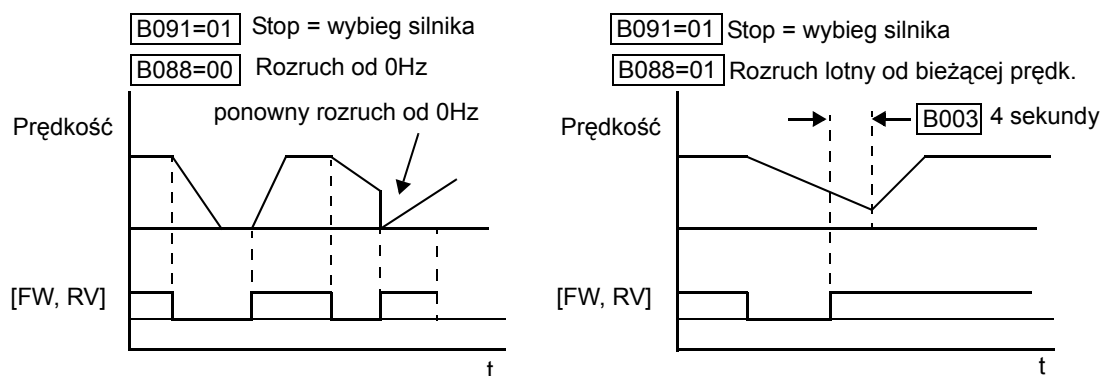 B091=01 Stop = wybieg silnika
B088=00 Rozruch od 0Hz
ponowny rozruch od 0Hz
Prędkość
[FW, RV]
t
B091=01 Stop = wybieg silnika
B088=01 Rozruch lotny od bieżącej prędk.
B003 4 sekundy
Prędkość
[FW, RV]
t